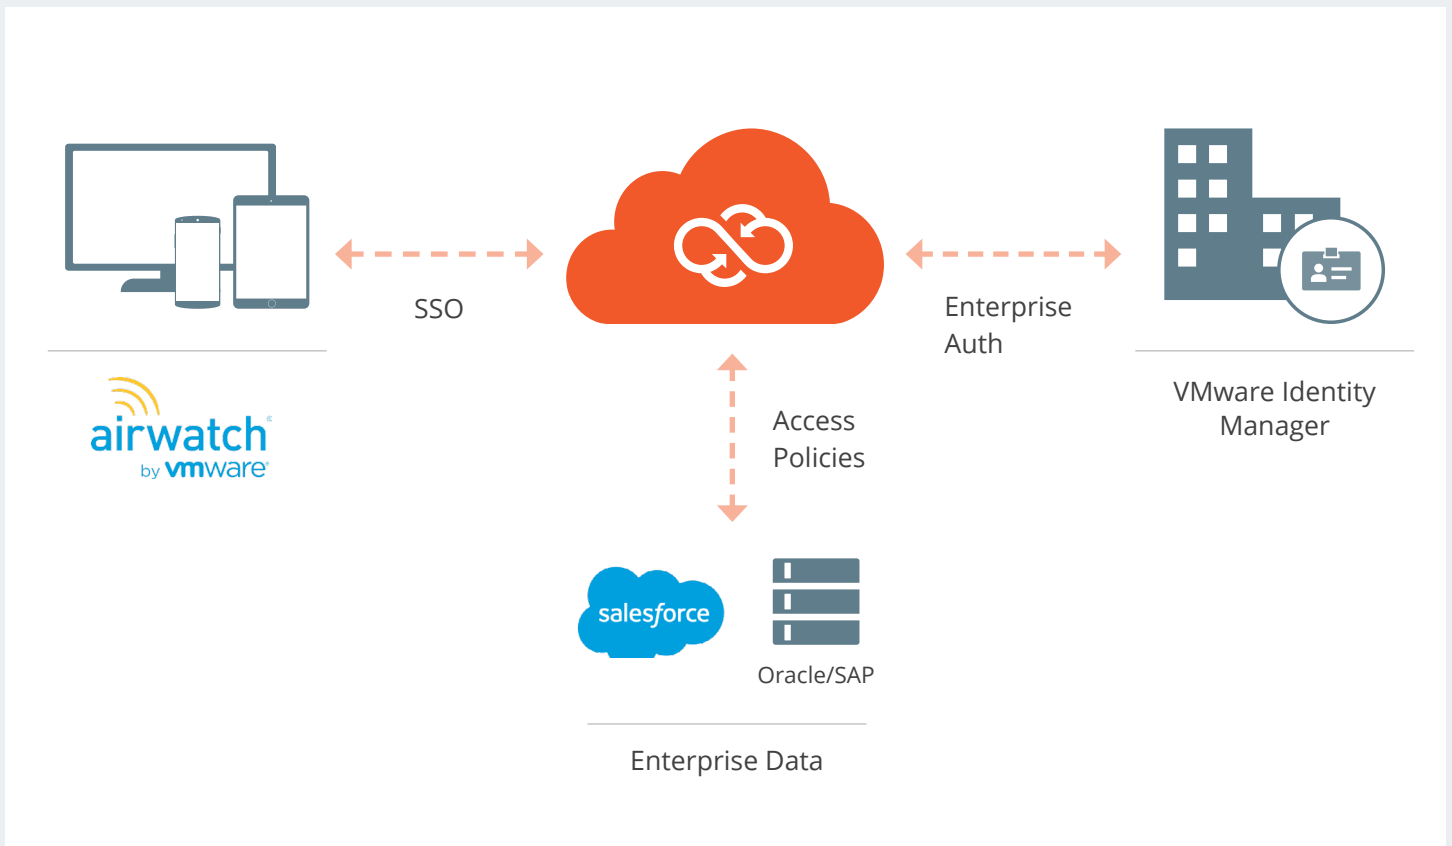 SSO
Enterprise
Auth
airwatch
by vmware®
VMware Identity
Manager
Access
Policies
salesforce
Oracle/SAP
Enterprise Data